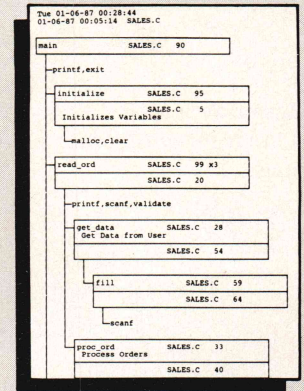 Tue 01-06-87 00:28:44
01-06-87 00:05:14 SALES.C
main SALES.C 90
printf,exit
initialize SALES.C 95
SALES.C 5
Initializes Variables
malloc,clear
read_ord SALES.C 99 x3
SALES.C 20
printf,scanf,validate
get_data SALES.C 28
Get Data from User
SALES.C 54
fill SALES.C 59
SALES.C 64
scanf
proc_ord SALES.C 33
Process Orders
SALES.C 40